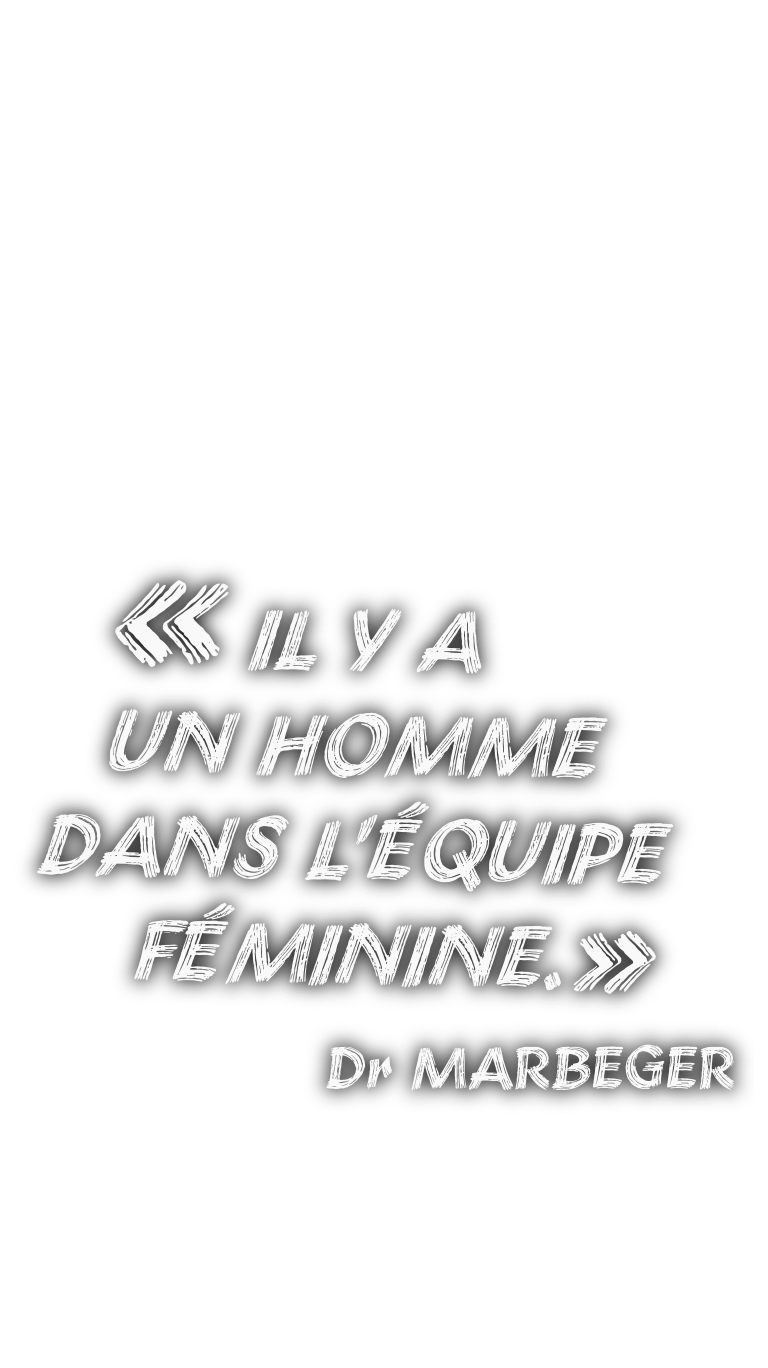 « IL Y A
UN HOMME
DANS L'ÉQUIPE
FÉMININE. »
Dr MARBEGER